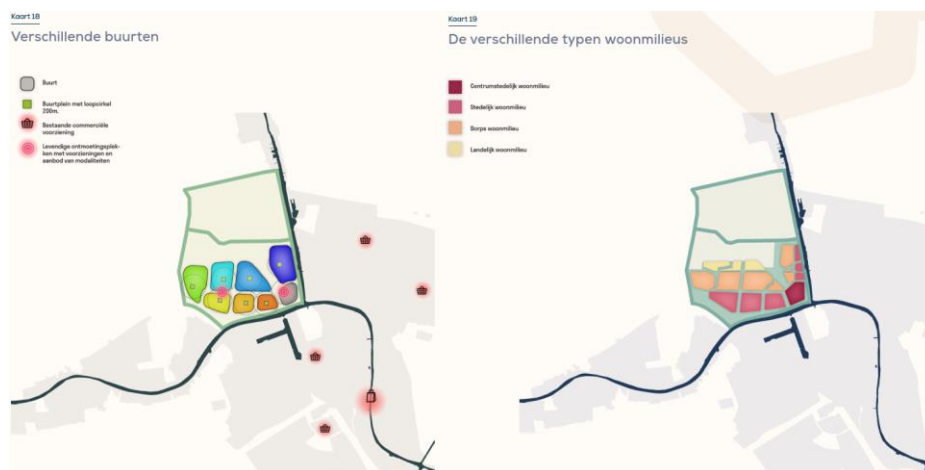 Kaart 18
Verschillende buurten
Buurt
Buurtplein met loopcirkel
200m.
Bestaande commerciële
voorziening
Levendige ontmoetingsplek-
ken met voorzieningen en
aanbod van modaliteiten
Kaart 19
De verschillende typen woonmilieus
Centrumstedelijk woonmilieu
Stedelijk woonmilieu
Dorps woonmilieu
Landelijk woonmilieu